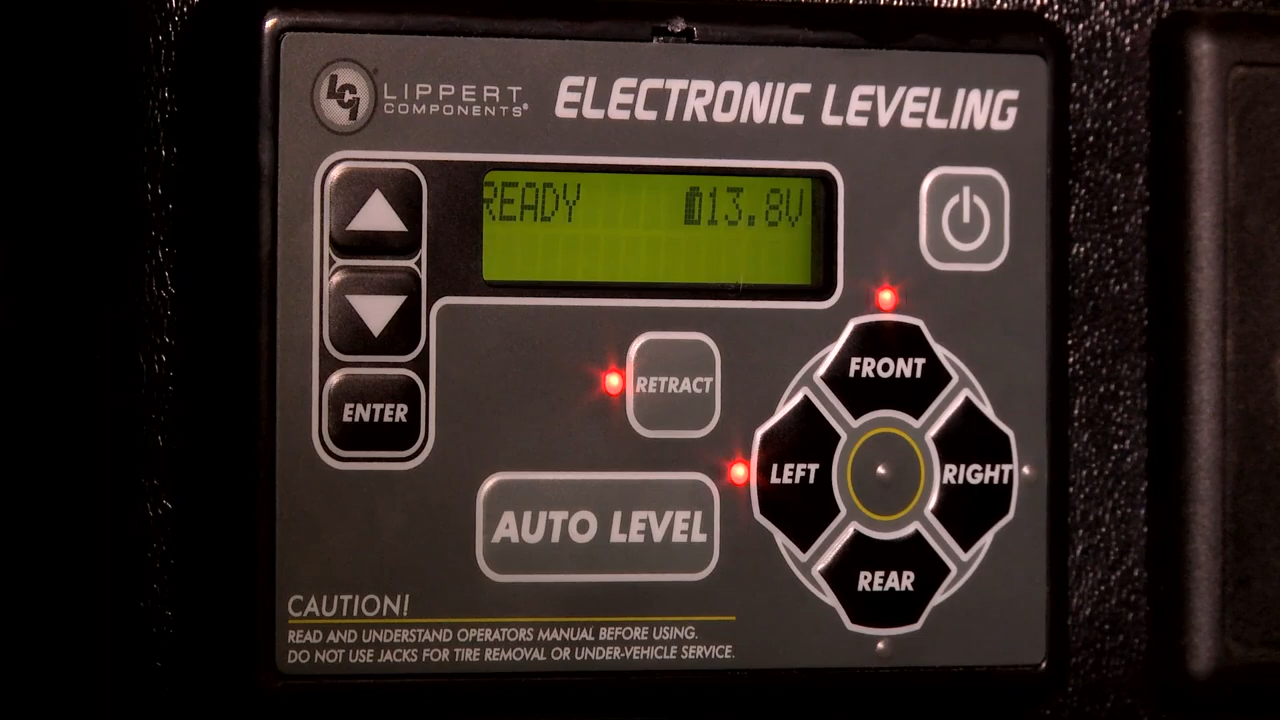 LCI LIPPERT COMPONENTS®
ELECTRONIC LEVELING
READY 13.8V
ENTER
RETRACT
FRONT
LEFT
RIGHT
REAR
AUTO LEVEL
CAUTION!
READ AND UNDERSTAND OPERATORS MANUAL BEFORE USING.
DO NOT USE JACKS FOR TIRE REMOVAL OR UNDER-VEHICLE SERVICE.